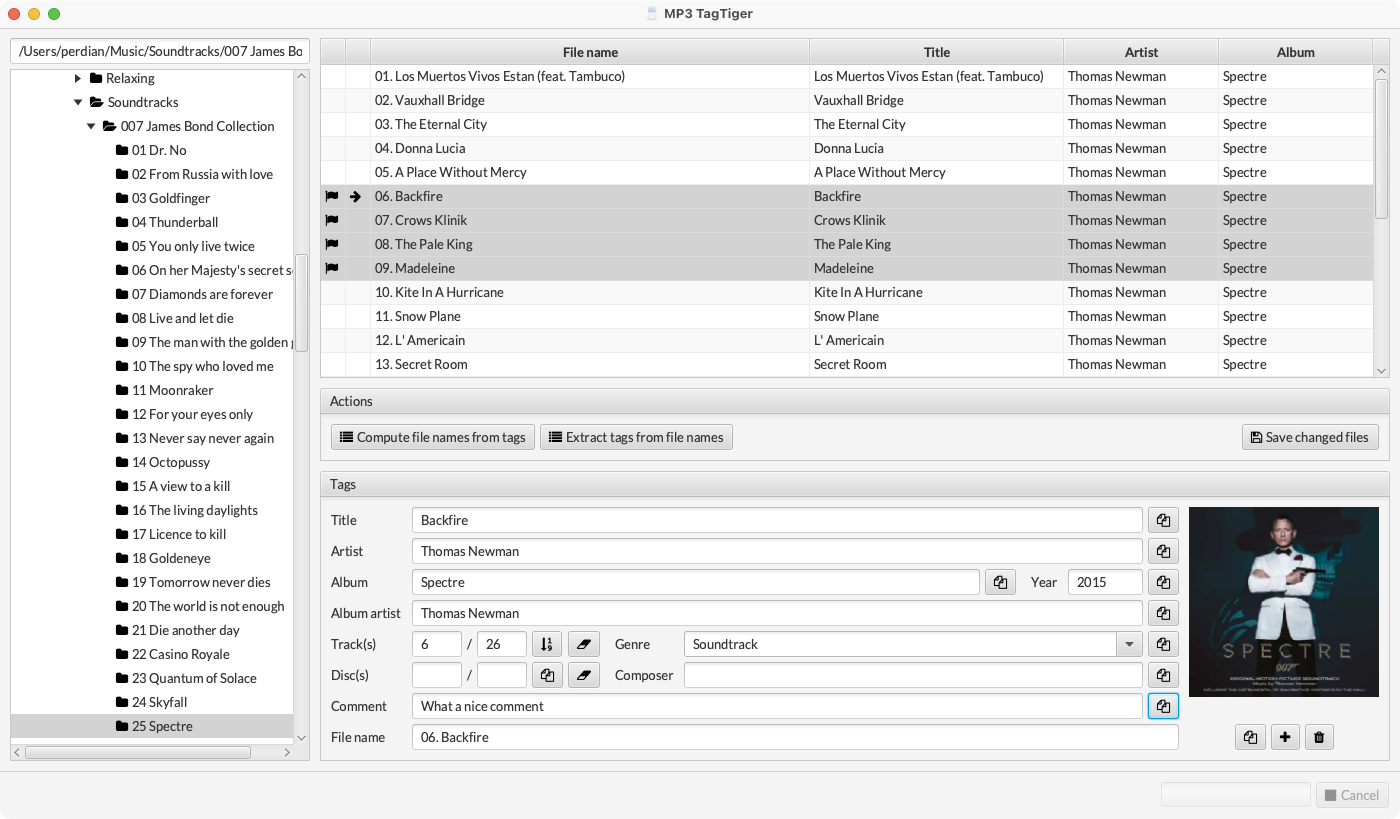 MP3 TagTiger
/Users/perdian/Music/Soundtracks/007 James Bo
Relaxing
Soundtracks
007 James Bond Collection
01 Dr. No
02 From Russia with love
03 Goldfinger
04 Thunderball
05 You only live twice
06 On her Majesty's secret s
07 Diamonds are forever
08 Live and let die
09 The man with the golden g
10 The spy who loved me
11 Moonraker
12 For your eyes only
13 Never say never again
14 Octopussy
15 A view to a kill
16 The living daylights
17 Licence to kill
18 Goldeneye
19 Tomorrow never dies
20 The world is not enough
21 Die another day
22 Casino Royale
23 Quantum of Solace
24 Skyfall
25 Spectre
File name Title Artist Album
01. Los Muertos Vivos Estan (feat. Tambuco) Los Muertos Vivos Estan (feat. Tambuco) Thomas Newman Spectre
02. Vauxhall Bridge Vauxhall Bridge Thomas Newman Spectre
03. The Eternal City The Eternal City Thomas Newman Spectre
04. Donna Lucia Donna Lucia Thomas Newman Spectre
05. A Place Without Mercy A Place Without Mercy Thomas Newman Spectre
06. Backfire Backfire Thomas Newman Spectre
07. Crows Klinik Crows Klinik Thomas Newman Spectre
08. The Pale King The Pale King Thomas Newman Spectre
09. Madeleine Madeleine Thomas Newman Spectre
10. Kite In A Hurricane Kite In A Hurricane Thomas Newman Spectre
11. Snow Plane Snow Plane Thomas Newman Spectre
12. L' Americain L' Americain Thomas Newman Spectre
13. Secret Room Secret Room Thomas Newman Spectre
Actions
Compute file names from tags Extract tags from file names Save changed files
Tags
Title Backfire
Artist Thomas Newman
Album Spectre Year 2015
Album artist Thomas Newman
Track(s) 6 / 26 Genre Soundtrack
Disc(s) / Composer
Comment What a nice comment
File name 06. Backfire
SPECTRE
007
ORIGINAL MOTION PICTURE SOUNDTRACK
Music by Thomas Newman
Cancel